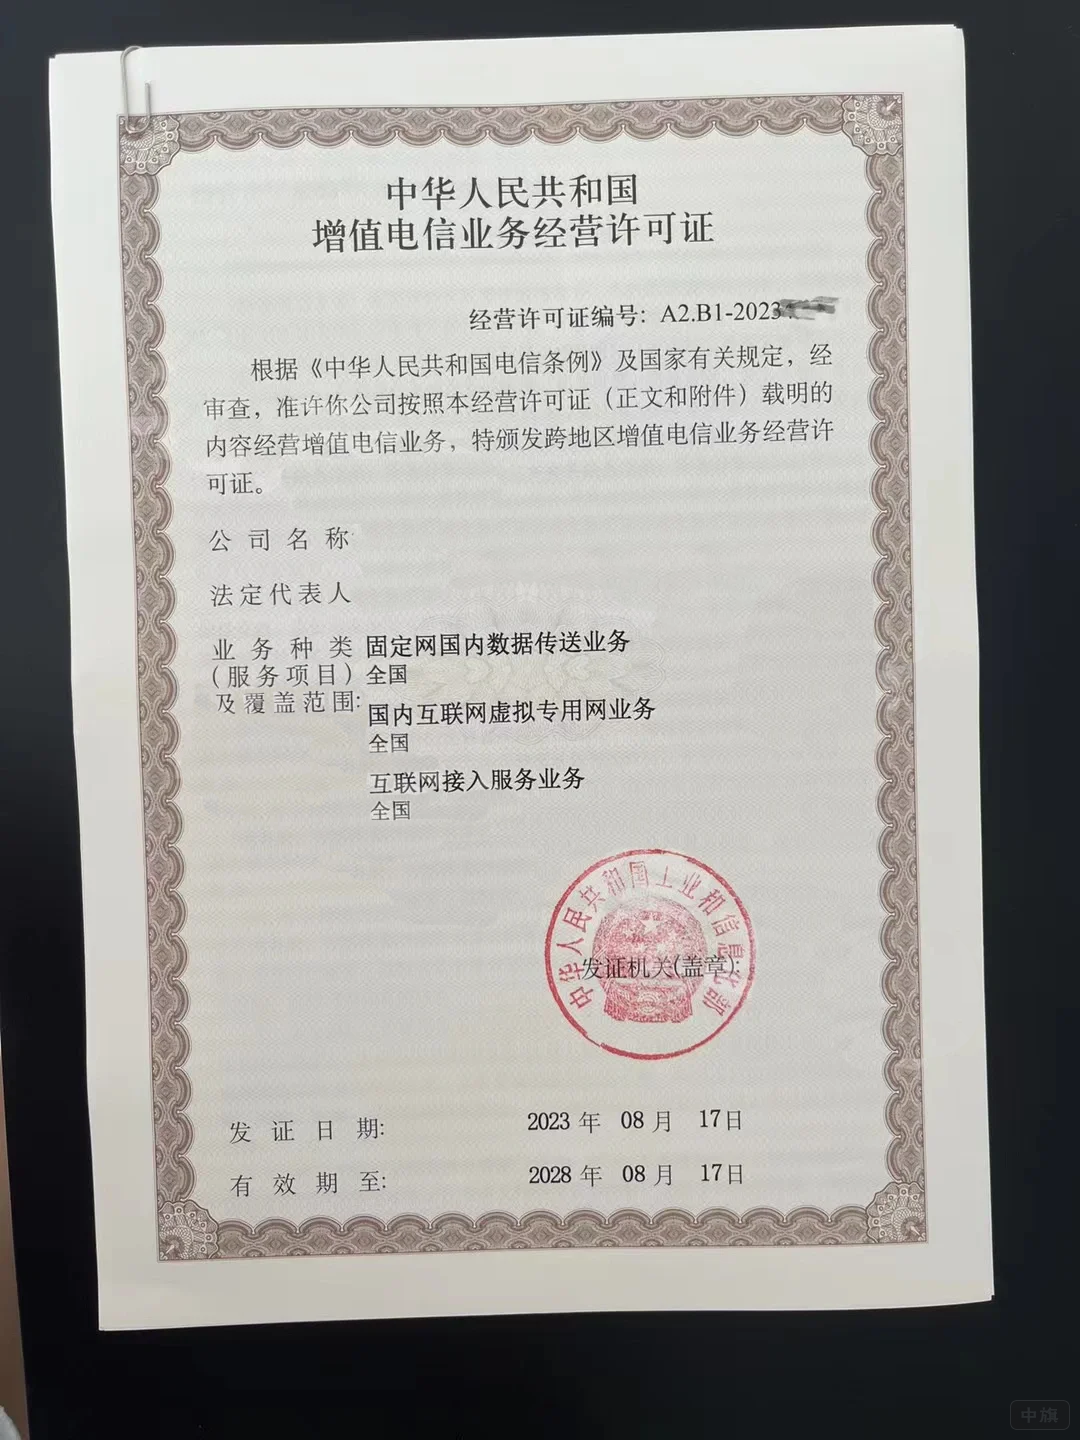 中华人民共和国
增值电信业务经营许可证
经营许可证编号：A2.B1-2023
根据《中华人民共和国电信条例》及国家有关规定，经
审查，准许你公司按照本经营许可证（正文和附件）载明的
内容经营增值电信业务，特颁发跨地区增值电信业务经营许
可证。
公司名称
法定代表人
业务种类 固定网国内数据传送业务
（服务项目）全国
及覆盖范围：
国内互联网虚拟专用网业务
全国
互联网接入服务业务
全国
中华人民共和国工业和信息化部
发证机关(盖章):
发证日期: 2023年 08月 17日
有效期至: 2028年 08月 17日
中旗